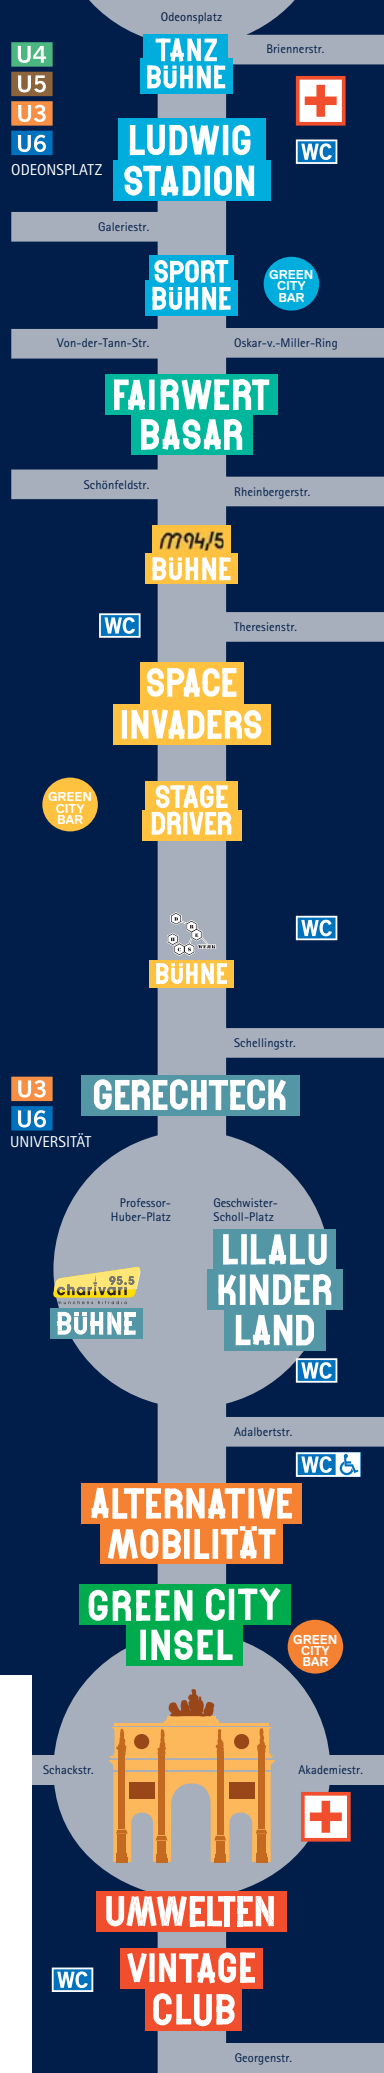 Odeonsplatz
TANZ
BÜHNE
Briennerstr.
U4
U5
U3
U6
ODEONSPLATZ
LUDWIG
STADION
WC
Galeriestr.
SPORT
BÜHNE
GREEN
CITY
BAR
Von-der-Tann-Str.
Oskar-v.-Miller-Ring
FAIRWERT
BASAR
Schönfeldstr.
Rheinbergerstr.
M94/5
BÜHNE
WC
Theresienstr.
SPACE
INVADERS
GREEN
CITY
BAR
STAGE
DRIVER
WC
BÜHNE
Schellingstr.
U3
U6
UNIVERSITÄT
GERECHTECK
Professor-
Huber-Platz
Geschwister-
Scholl-Platz
LILALU
KINDER
LAND
95.5
charivari
münchens hitradio
BÜHNE
WC
Adalbertstr.
WC
ALTERNATIVE
MOBILITÄT
GREEN CITY
INSEL
GREEN
CITY
BAR
Schackstr.
Akademiestr.
UMWELTEN
VINTAGE
CLUB
WC
Georgenstr.